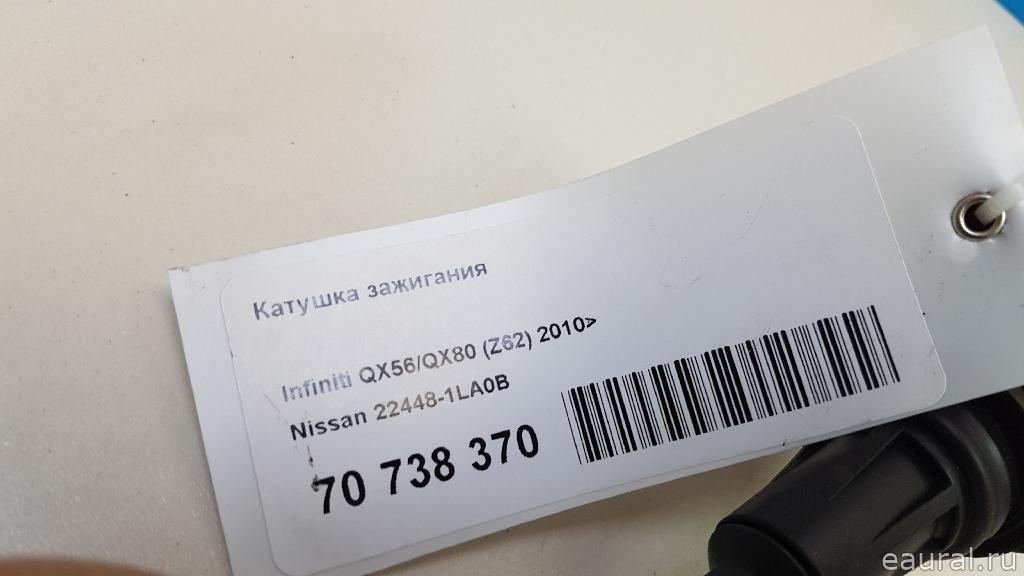 Катушка зажигания
Infiniti QX56/QX80 (Z62) 2010>
Nissan 22448-1LA0B
70 738 370
eaural.ru